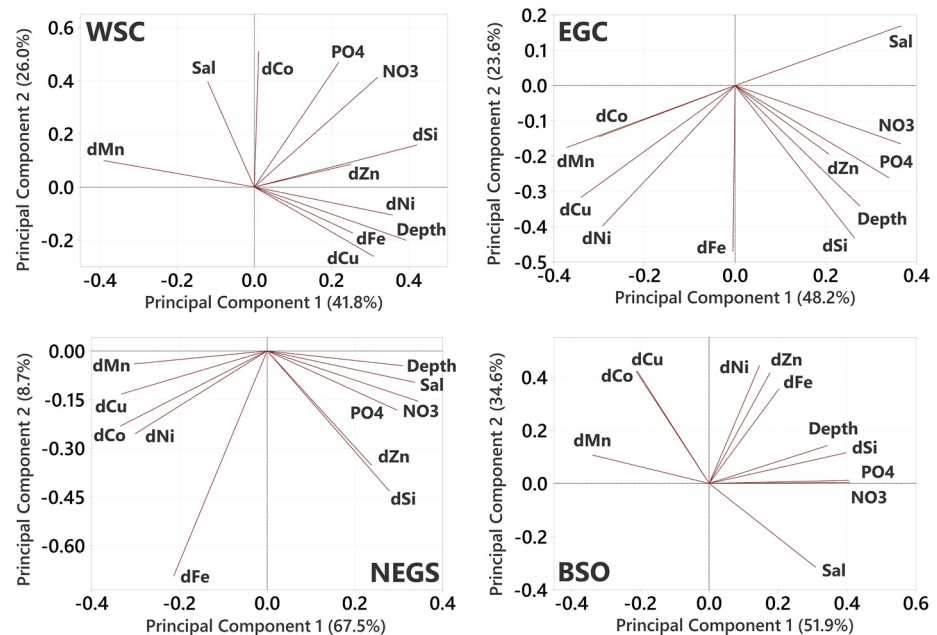 WSC
0.6
0.4
0.2
0.0
-0.2
Principal Component 2 (26.0%)
Sal
dCo
PO4
NO3
dMn
dSi
dZn
dNi
dFe
Depth
dCu
-0.4 -0.2 0.0 0.2 0.4
Principal Component 1 (41.8%)
EGC
0.2
0.1
0.0
-0.1
-0.2
-0.3
-0.4
-0.5
Principal Component 2 (23.6%)
Sal
dCo
NO3
dMn
dZn
PO4
dCu
Depth
dNi
dFe
dSi
-0.4 -0.2 0.0 0.2 0.4
Principal Component 1 (48.2%)
0.00
-0.15
-0.30
-0.45
-0.60
Principal Component 2 (8.7%)
dMn
Depth
Sal
dCu
PO4
NO3
dCo
dNi
dZn
dSi
dFe
NEGS
-0.4 -0.2 0.0 0.2 0.4
Principal Component 1 (67.5%)
0.4
0.2
0.0
-0.2
-0.4
Principal Component 2 (34.6%)
dCu
dCo
dNi
dZn
dFe
dMn
Depth
dSi
PO4
NO3
Sal
BSO
-0.4 -0.2 0.0 0.2 0.4 0.6
Principal Component 1 (51.9%)